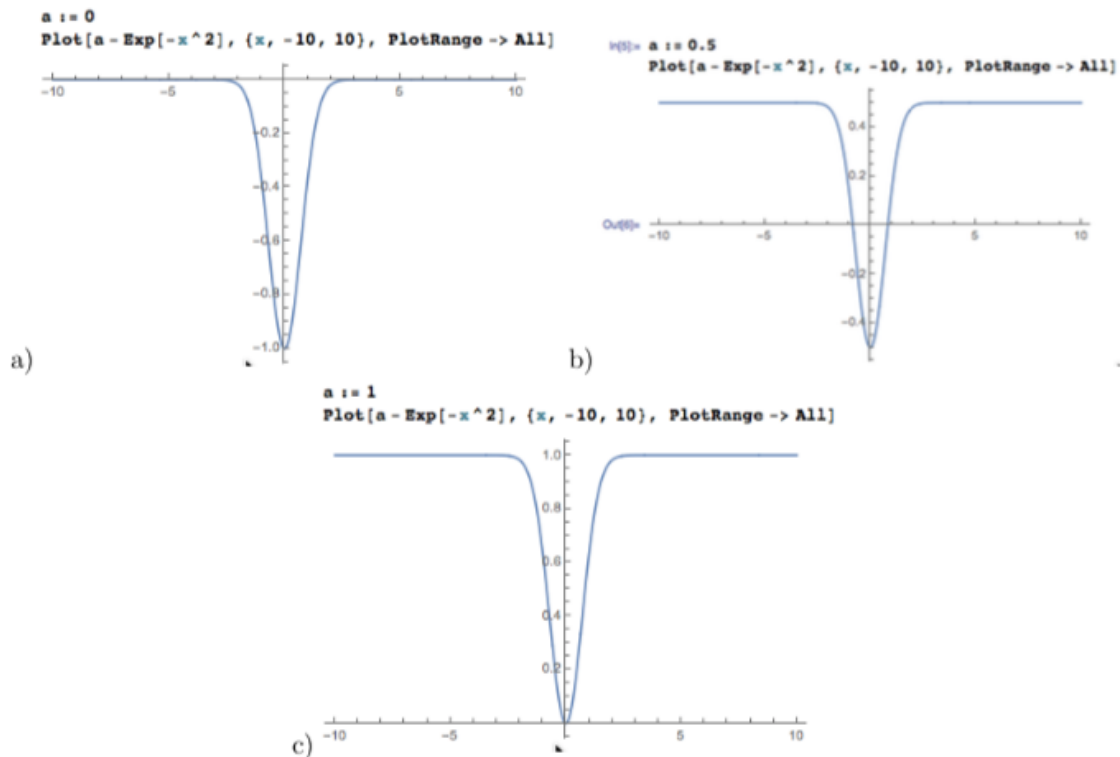 a := 0
Plot[a - Exp[-x^2], {x, -10, 10}, PlotRange -> All]
-10 -5 5 10
-0.2
-0.4
-0.6
-0.8
-1.0
a)
In[5]:= a := 0.5
Plot[a - Exp[-x^2], {x, -10, 10}, PlotRange -> All]
0.4
0.2
Out[6]= -10 -5 5 10
-0.2
-0.4
b)
a := 1
Plot[a - Exp[-x^2], {x, -10, 10}, PlotRange -> All]
1.0
0.8
0.6
0.4
0.2
c) -10 -5 5 10